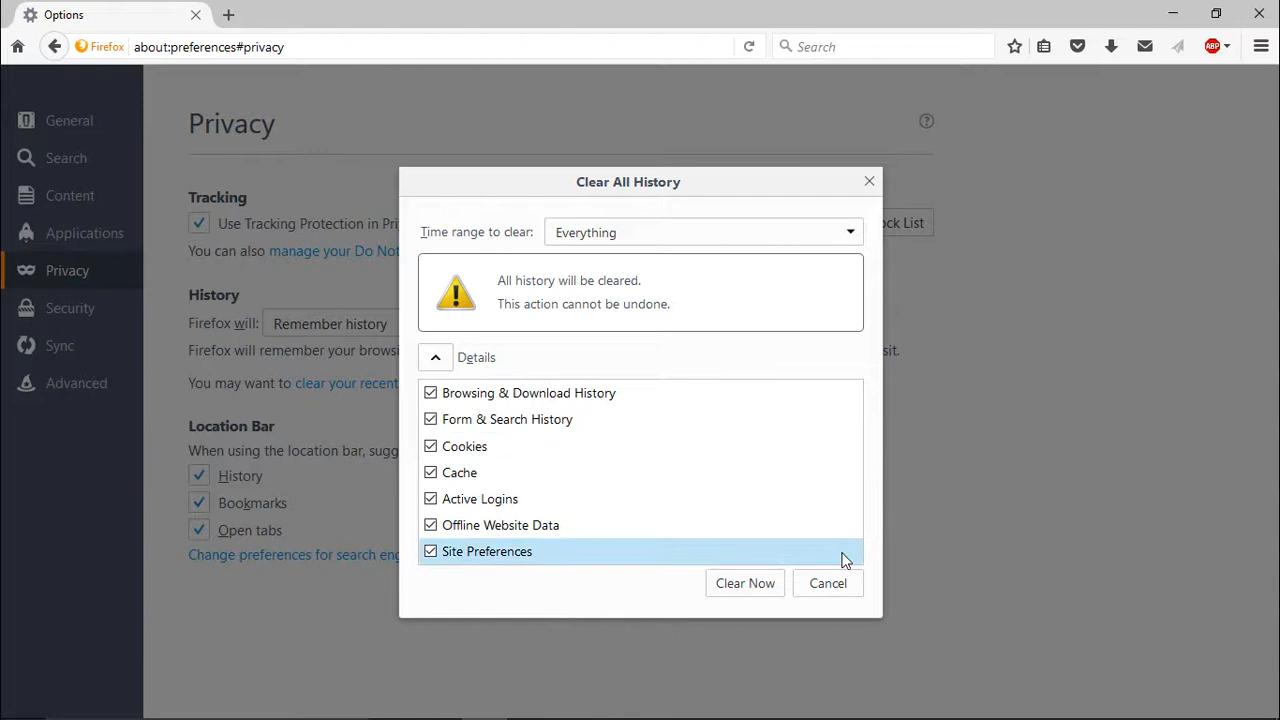 Options
Firefox about:preferences#privacy
Search
ABP
General
Search
Content
Applications
Privacy
Security
Sync
Advanced
Privacy
Tracking
Use Tracking Protection in Pri
ock List
You can also manage your Do Not
History
Firefox will: Remember history
Firefox will remember your brows
sit.
You may want to clear your recent
Location Bar
When using the location bar, sugg
History
Bookmarks
Open tabs
Change preferences for search eng
Clear All History
Time range to clear: Everything
All history will be cleared.
This action cannot be undone.
Details
Browsing & Download History
Form & Search History
Cookies
Cache
Active Logins
Offline Website Data
Site Preferences
Clear Now
Cancel